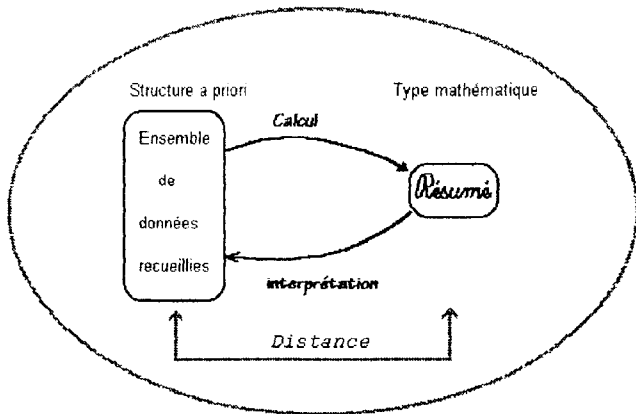 Structure a priori
Type mathématique
Calcul
Ensemble
de
données
recueillies
Résumé
interprétation
Distance